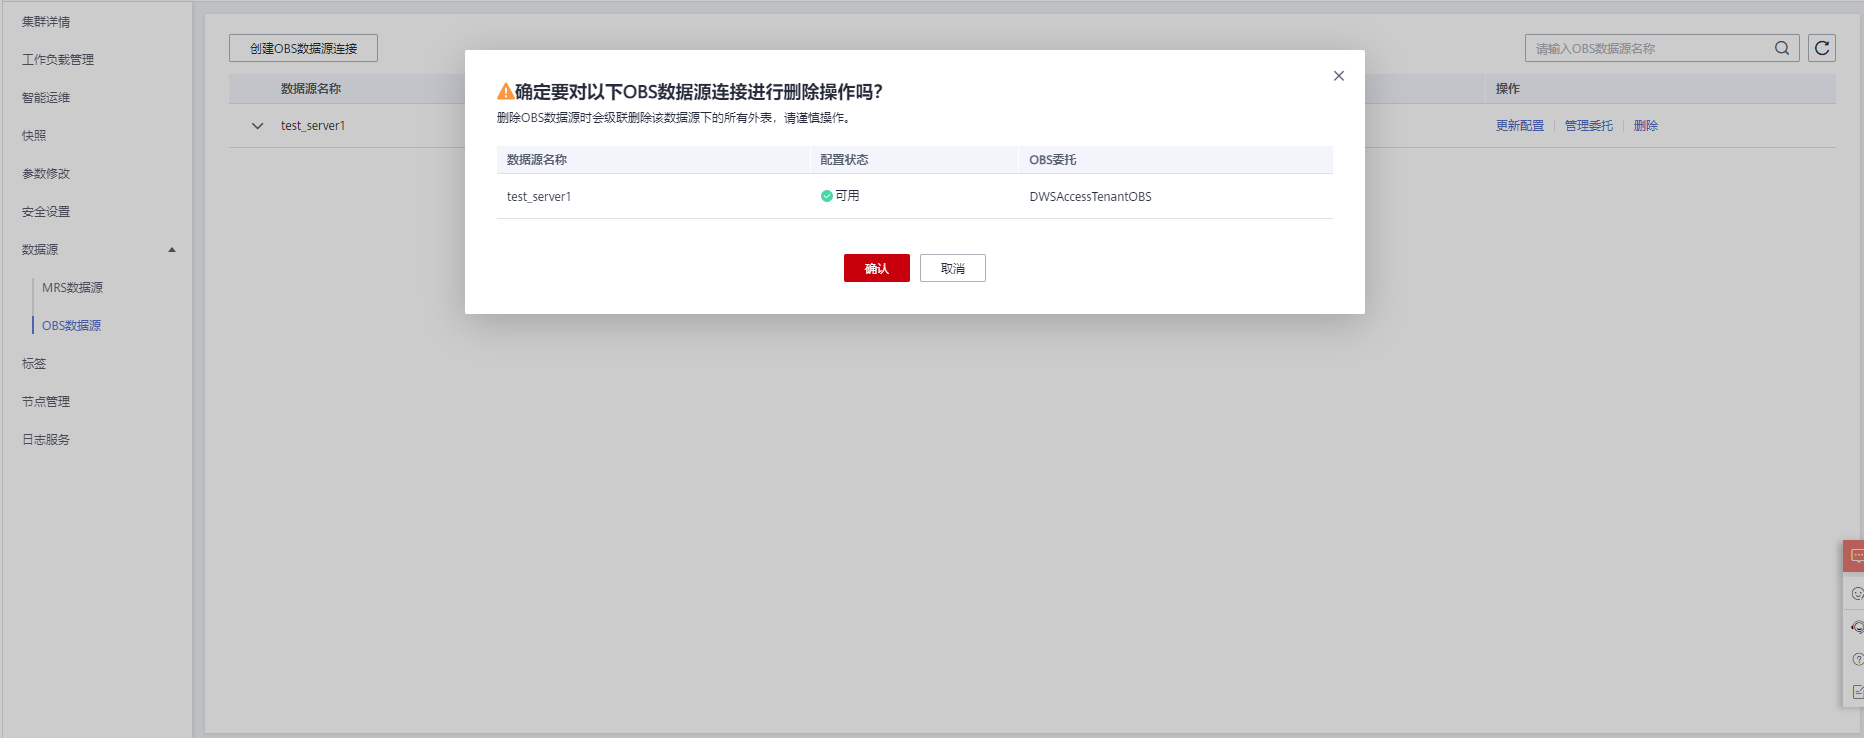 集群详情
工作负载管理
智能运维
快照
参数修改
安全设置
数据源
MRS数据源
OBS数据源
标签
节点管理
日志服务
创建OBS数据源连接
请输入OBS数据源名称
数据源名称
操作
test_server1
更新配置
管理委托
删除
确定要对以下OBS数据源连接进行删除操作吗?
删除OBS数据源时会级联删除该数据源下的所有外表，请谨慎操作。
数据源名称 配置状态 OBS委托
test_server1 可用 DWSAccessTenantOBS
确认 取消